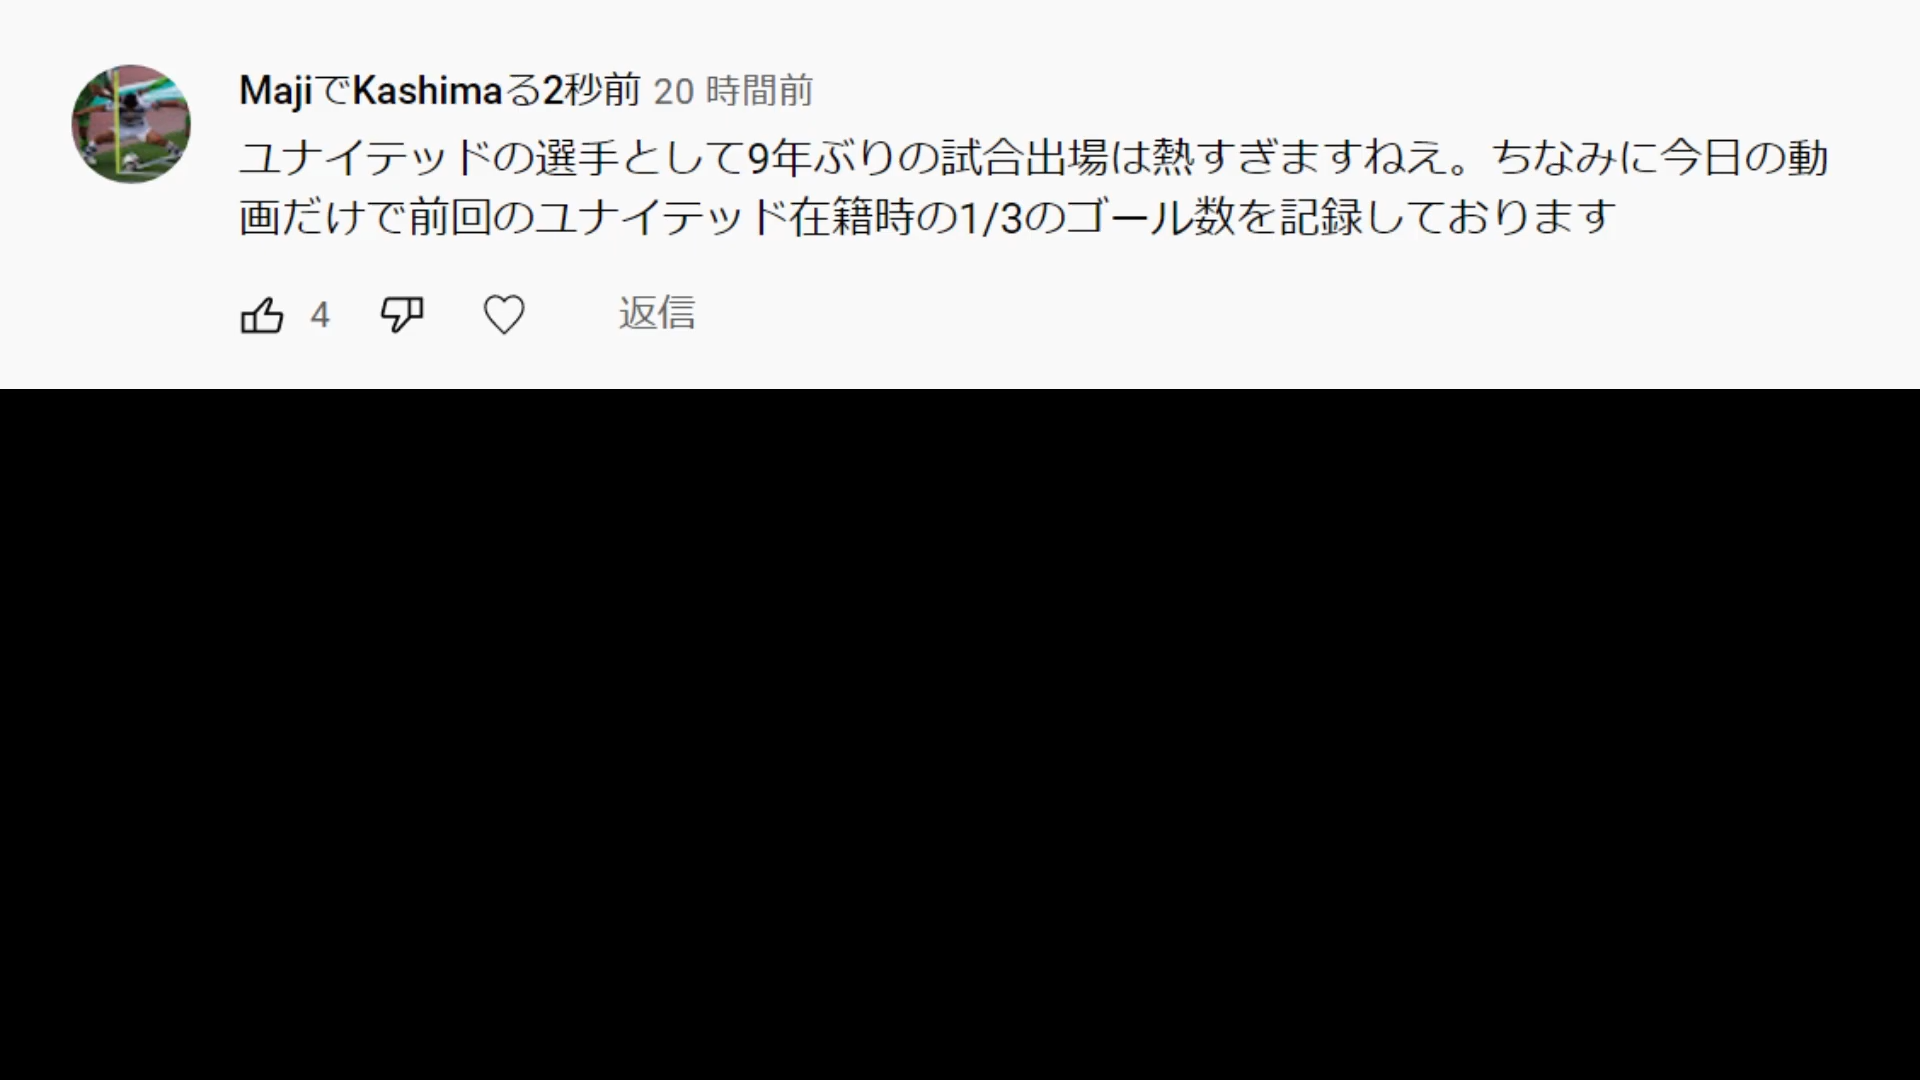 MajiでKashimaる2秒前 20 時間前
ユナイテッドの選手として9年ぶりの試合出場は熱すぎますねえ。ちなみに今日の動
画だけで前回のユナイテッド在籍時の1/3のゴール数を記録しております
4 返信